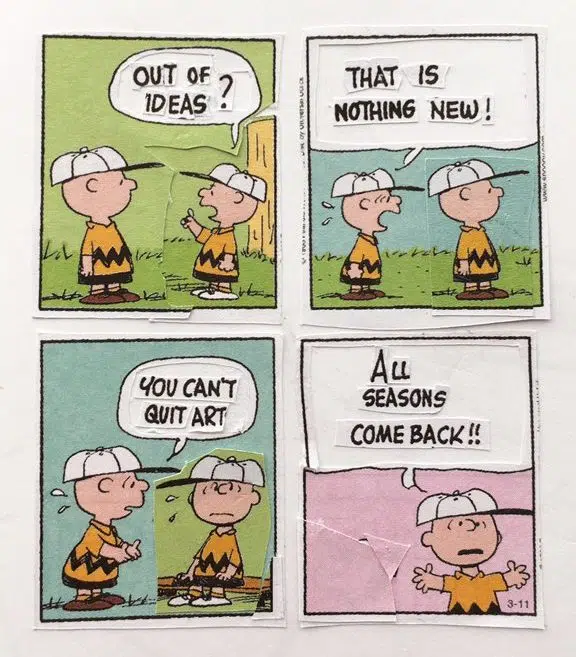 OUT OF
IDEAS ?
THAT IS
NOTHING NEW!
YOU CAN'T
QUIT ART
ALL
SEASONS
COME BACK!!
3-11